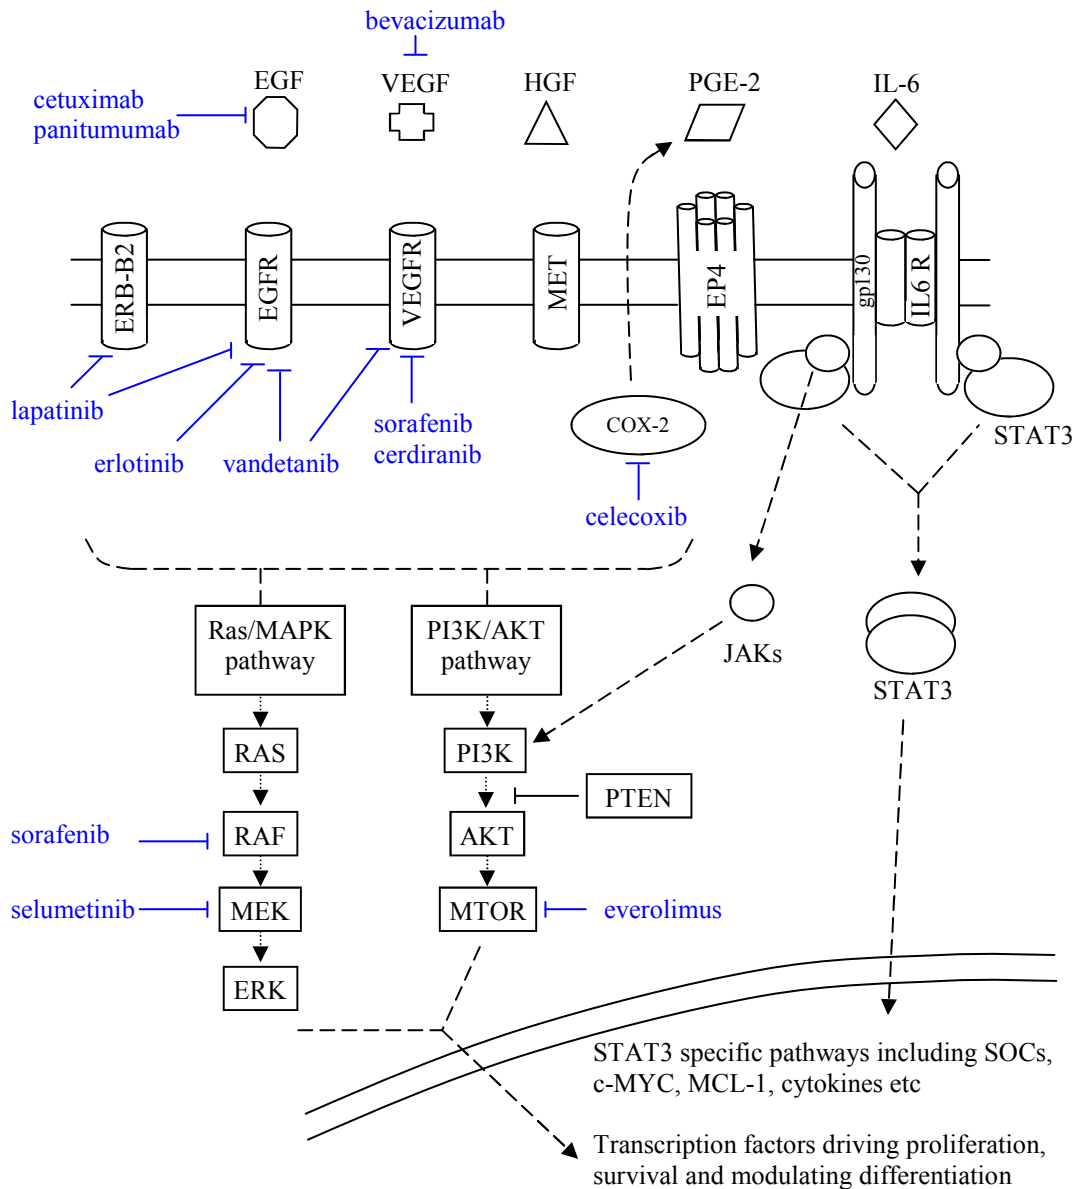 bevacizumab
EGF
VEGF
HGF
PGE-2
IL-6
cetuximab
panitumumab
ERB-B2
EGFR
VEGFR
MET
EP4
gp130
IL6 R
lapatinib
erlotinib
vandetanib
sorafenib
cerdiranib
COX-2
STAT3
celecoxib
Ras/MAPK
pathway
PI3K/AKT
pathway
JAKs
STAT3
RAS
PI3K
PTEN
sorafenib
RAF
AKT
selumetinib
MEK
MTOR
everolimus
ERK
STAT3 specific pathways including SOCs,
c-MYC, MCL-1, cytokines etc
Transcription factors driving proliferation,
survival and modulating differentiation